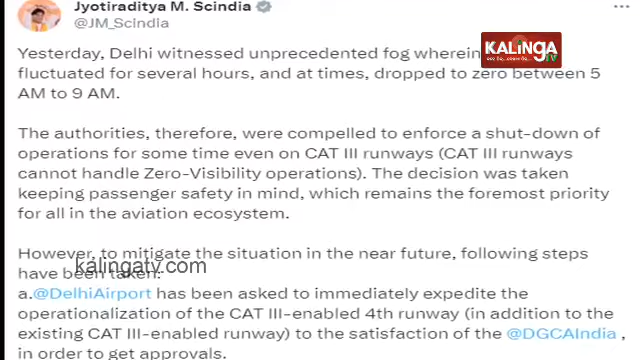 Jyotiraditya M. Scindia
@JM_Scindia
Yesterday, Delhi witnessed unprecedented fog wherein
fluctuated for several hours, and at times, dropped to zero between 5
AM to 9 AM.
The authorities, therefore, were compelled to enforce a shut-down of
operations for some time even on CAT III runways (CAT III runways
cannot handle Zero-Visibility operations). The decision was taken
keeping passenger safety in mind, which remains the foremost priority
for all in the aviation ecosystem.
However, to mitigate the situation in the near future, following steps
have been taken:
a.@DelhiAirport has been asked to immediately expedite the
operationalization of the CAT III-enabled 4th runway (in addition to the
existing CAT III-enabled runway) to the satisfaction of the @DGCAIndia ,
in order to get approvals.
KALINGA
TV
kalingatv.com